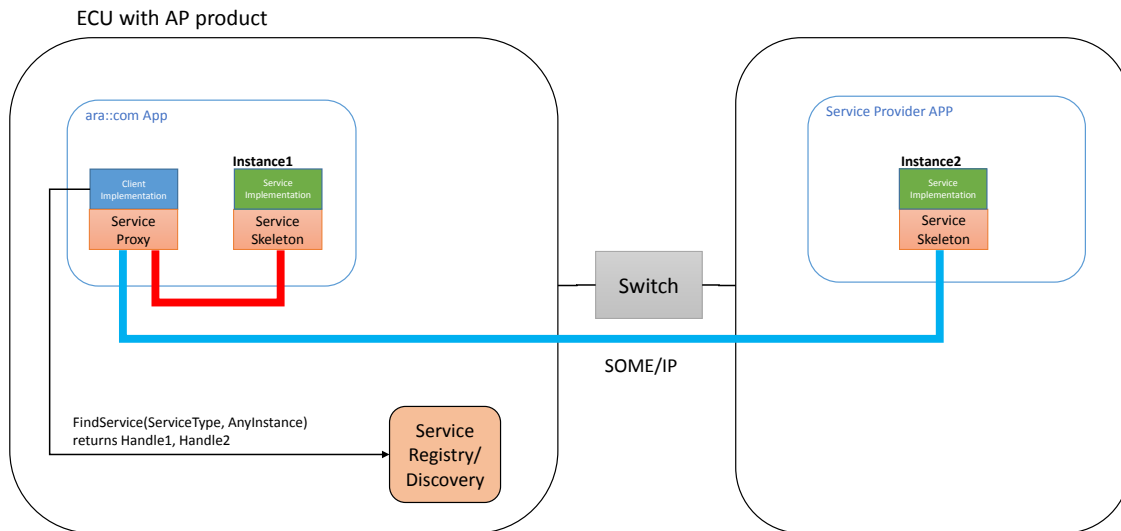 ECU with AP product
ara::com App
Service Provider APP
Instance1
Instance2
Client
Implementation
Service
Implementation
Service
Implementation
Service
Proxy
Service
Skeleton
Service
Skeleton
Switch
SOME/IP
FindService(ServiceType, AnyInstance)
returns Handle1, Handle2
Service
Registry/
Discovery